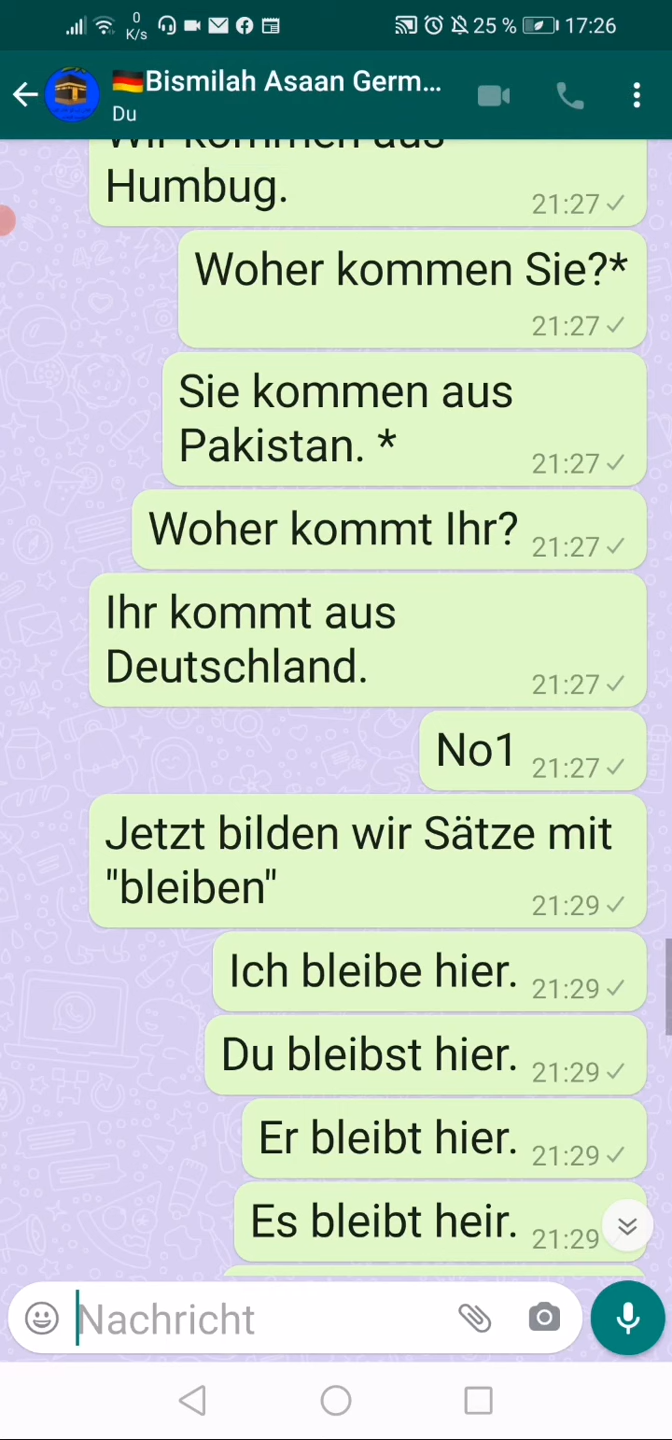 0
K/s
25 %
17:26
🇩🇪Bismilah Asaan Germ...
Du
Wir kommen aus
Humbug.
21:27
Woher kommen Sie?*
21:27
Sie kommen aus
Pakistan. *
21:27
Woher kommt Ihr?
21:27
Ihr kommt aus
Deutschland.
21:27
No1
21:27
Jetzt bilden wir Sätze mit
"bleiben"
21:29
Ich bleibe hier.
21:29
Du bleibst hier.
21:29
Er bleibt hier.
21:29
Es bleibt heir.
21:29
Nachricht